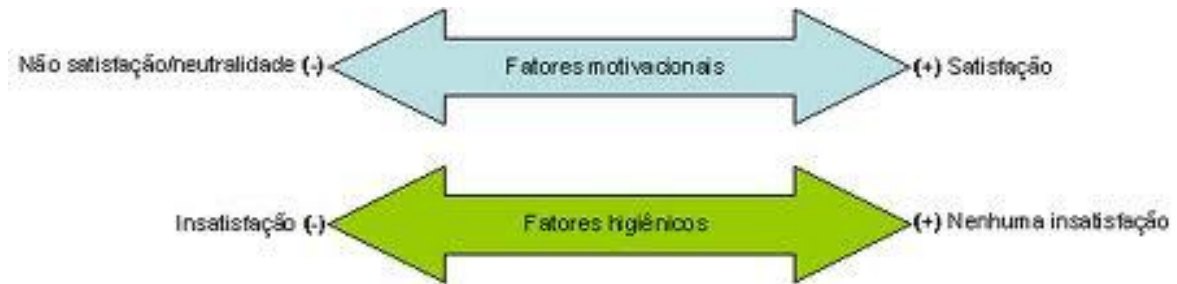 Não satisfação/neutralidade (-) Fatores motivacionais (+) Satisfação
Insatisfação (-) Fatores higiênicos (+) Nenhuma insatisfação